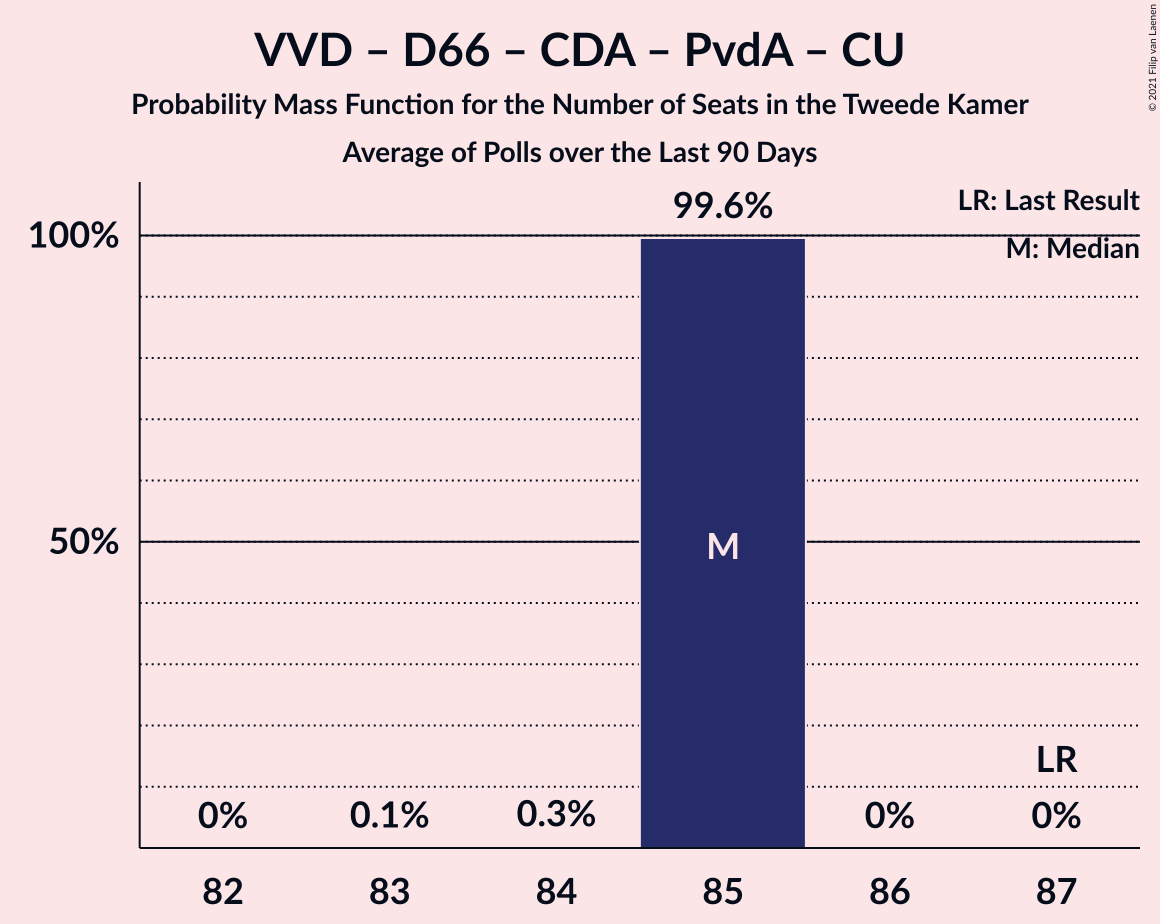 VVD – D66 – CDA – PvdA – CU
Probability Mass Function for the Number of Seats in the Tweede Kamer
Average of Polls over the Last 90 Days
© 2021 Filip van Laenen
LR: Last Result
M: Median
100%
50%
99.6%
M
LR
0%
0.1%
0.3%
0%
0%
82
83
84
85
86
87